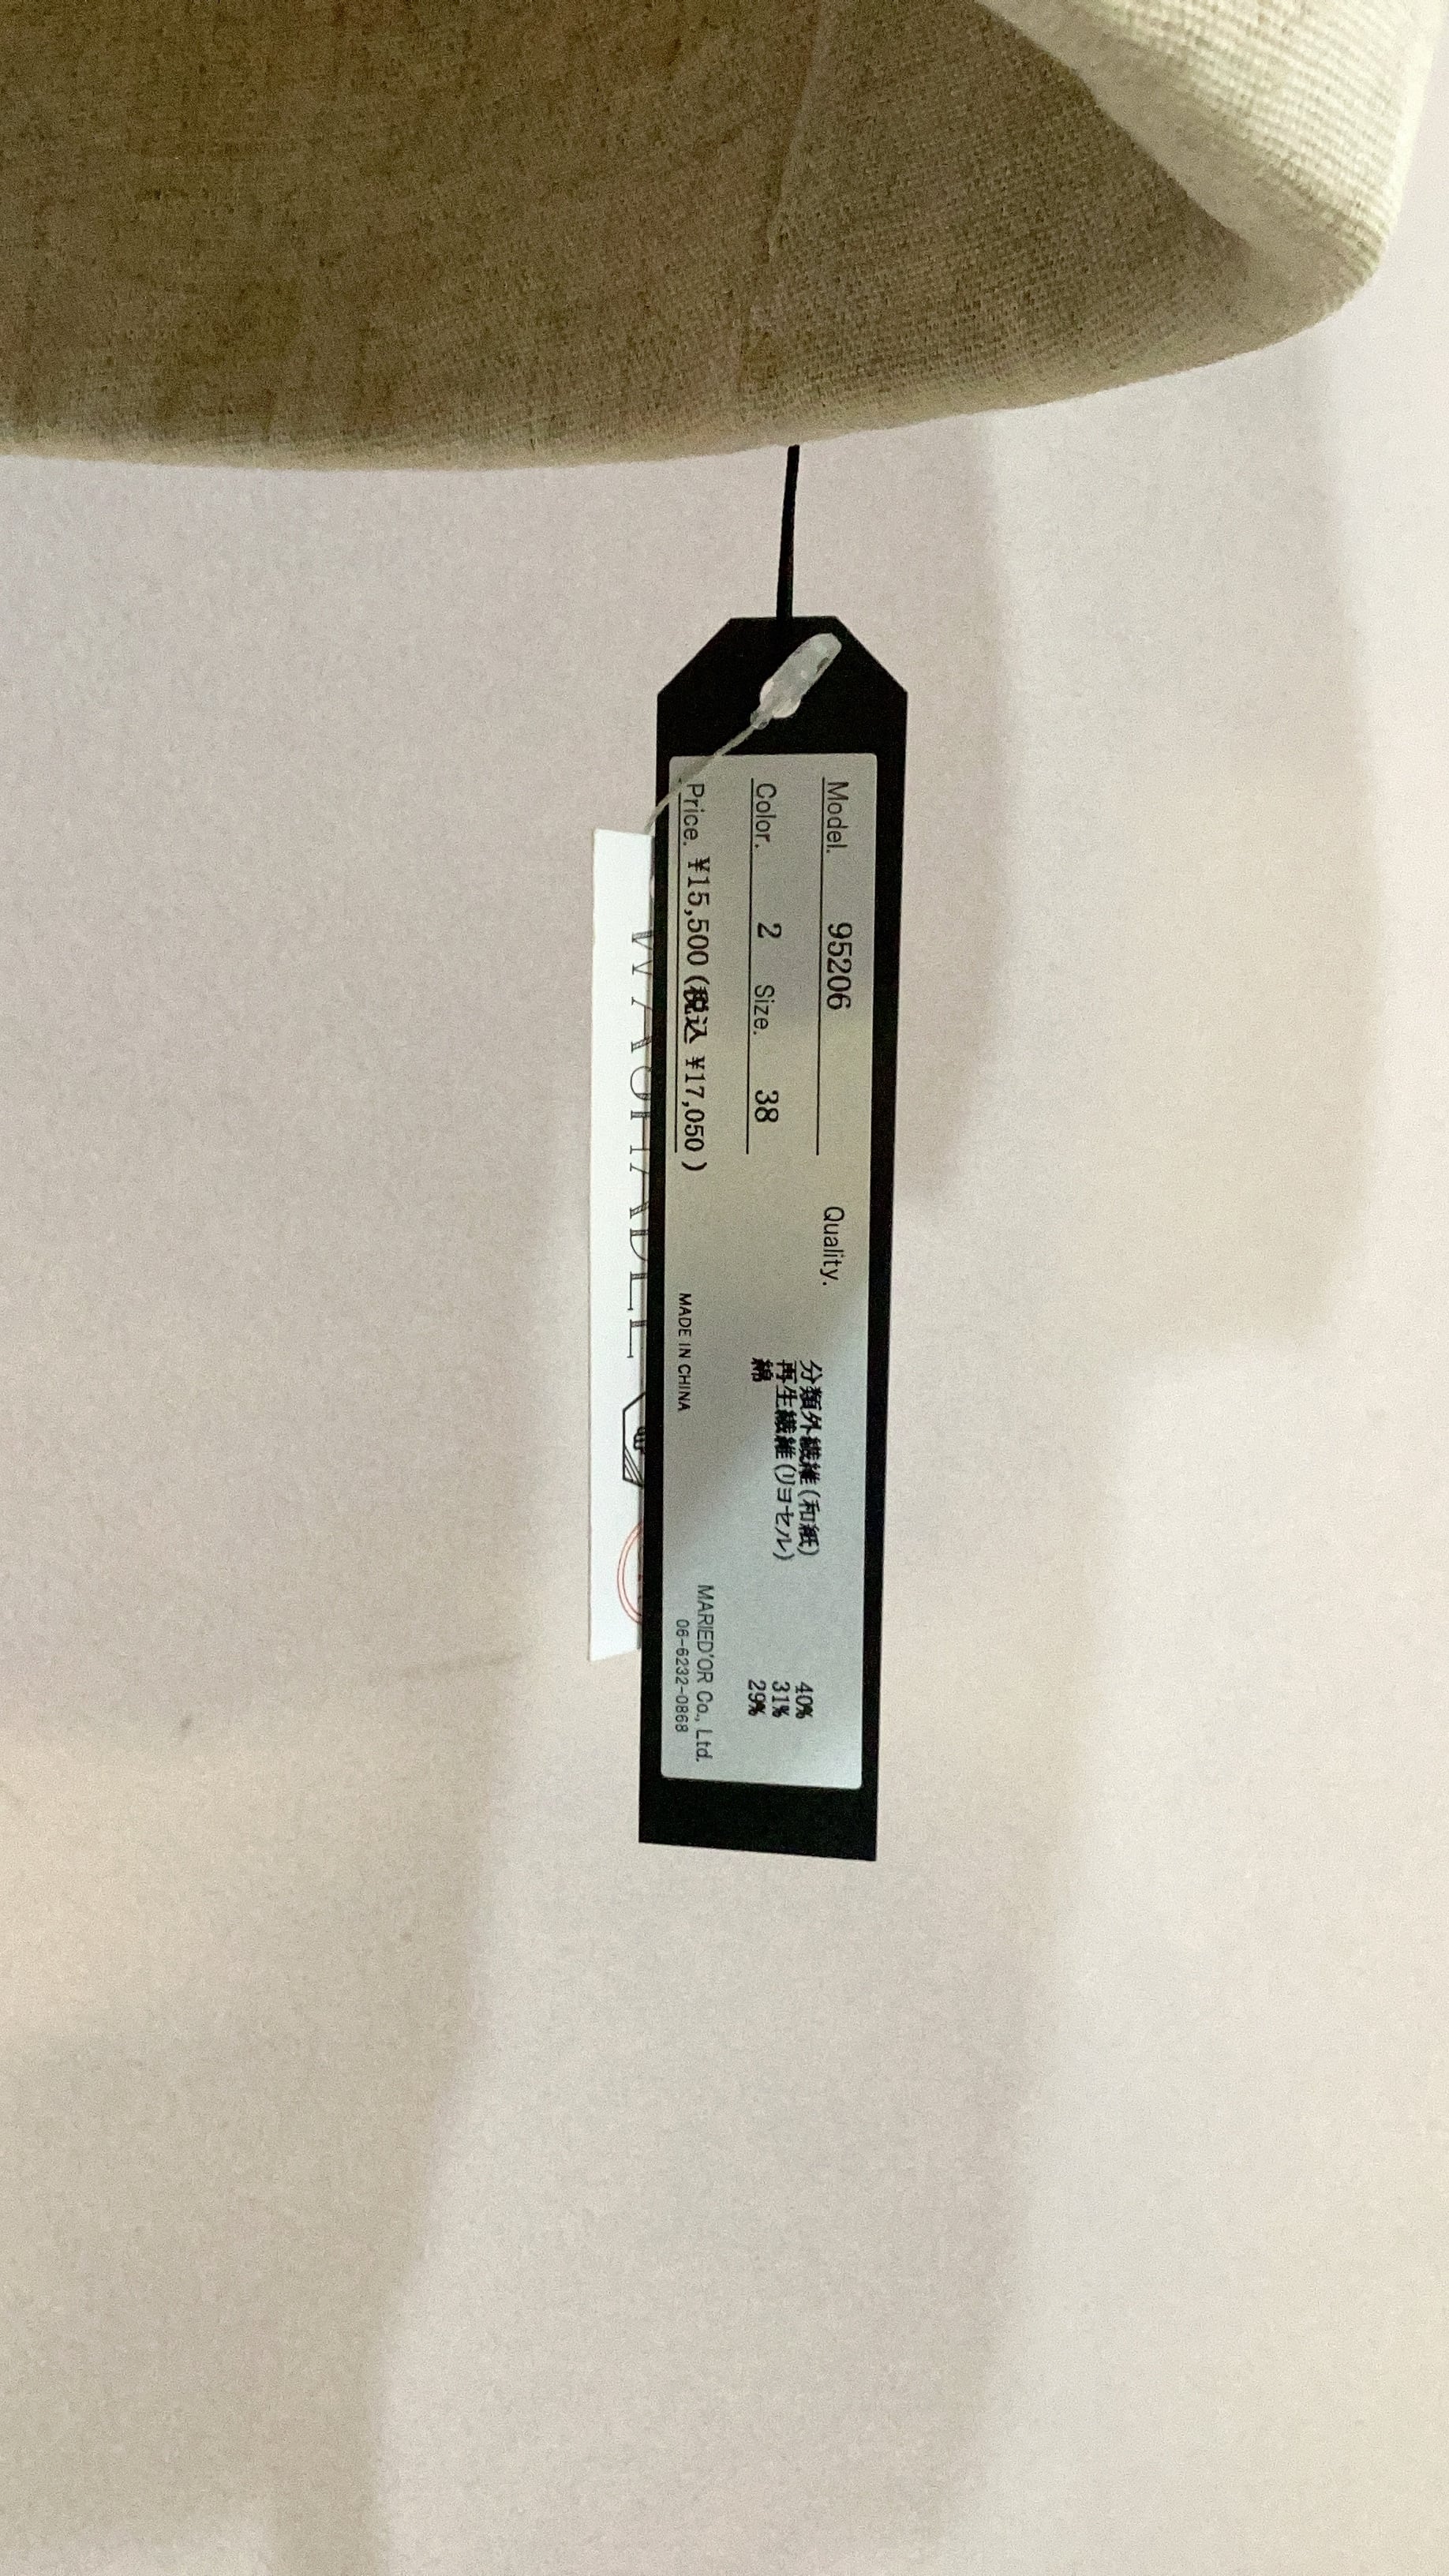 Model. 95206
Color. 2 Size. 38
Price. ¥15,500 (税込 ¥17,050 )
Quality.
分類外繊維(和紙) 40%
再生繊維(リヨセル) 31%
綿 29%
MADE IN CHINA
MARIED'OR Co., Ltd.
06-6232-0868
WASHABLE